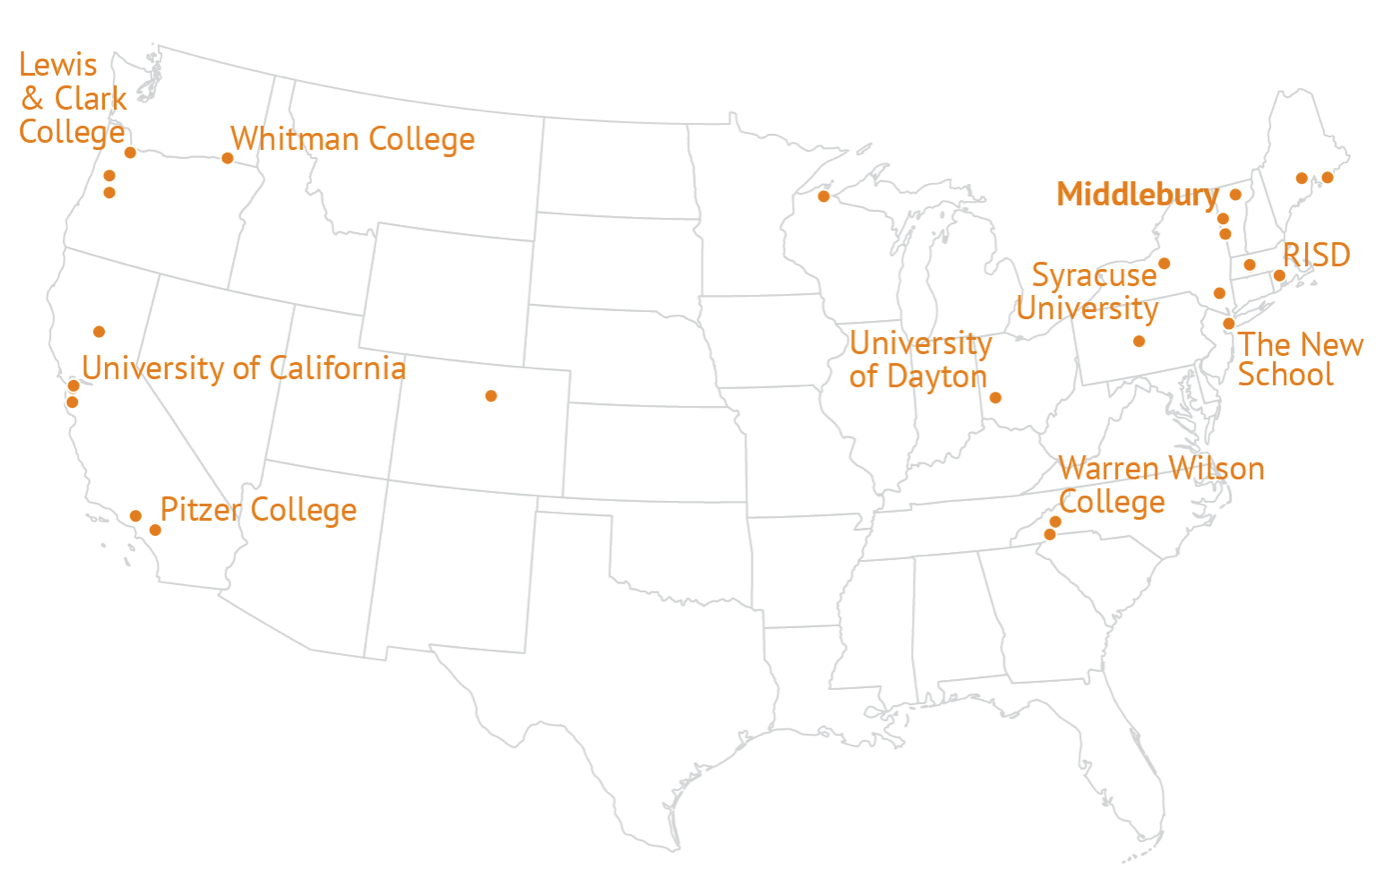 Lewis
& Clark
College
Whitman College
Middlebury
RISD
Syracuse
University
University
of Dayton
The New
School
University of California
Warren Wilson
College
Pitzer College